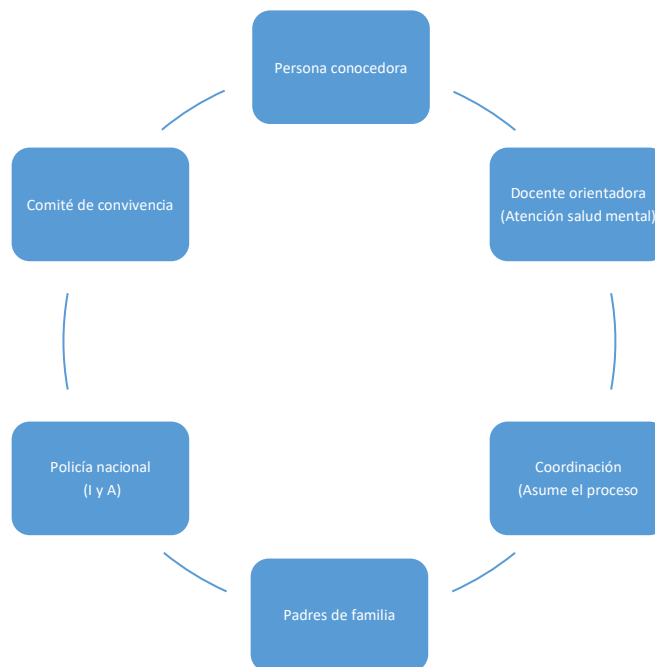 Persona conocedora
Docente orientadora
(Atención salud mental)
Coordinación
(Asume el proceso
Padres de familia
Policía nacional
(I y A)
Comité de convivencia